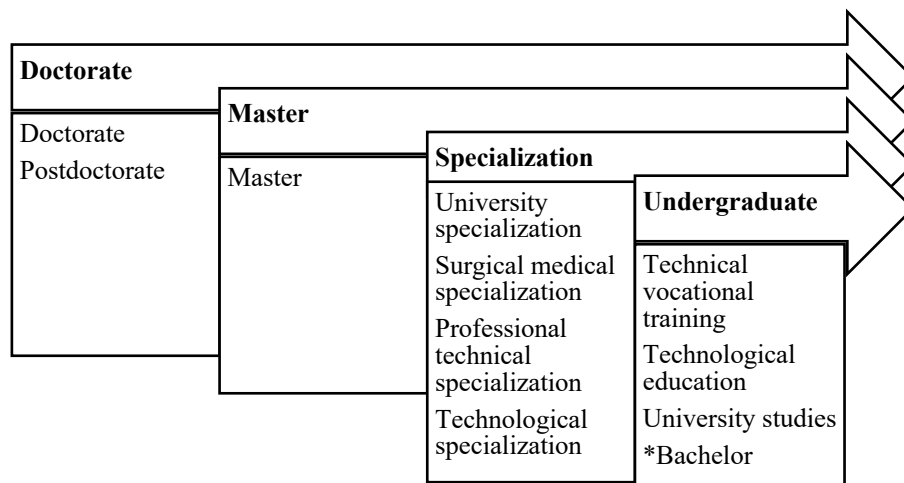 Doctorate
Doctorate
Postdoctorate
Master
Master
Specialization
University
specialization
Surgical medical
specialization
Professional
technical
specialization
Technological
specialization
Undergraduate
Technical
vocational
training
Technological
education
University studies
*Bachelor